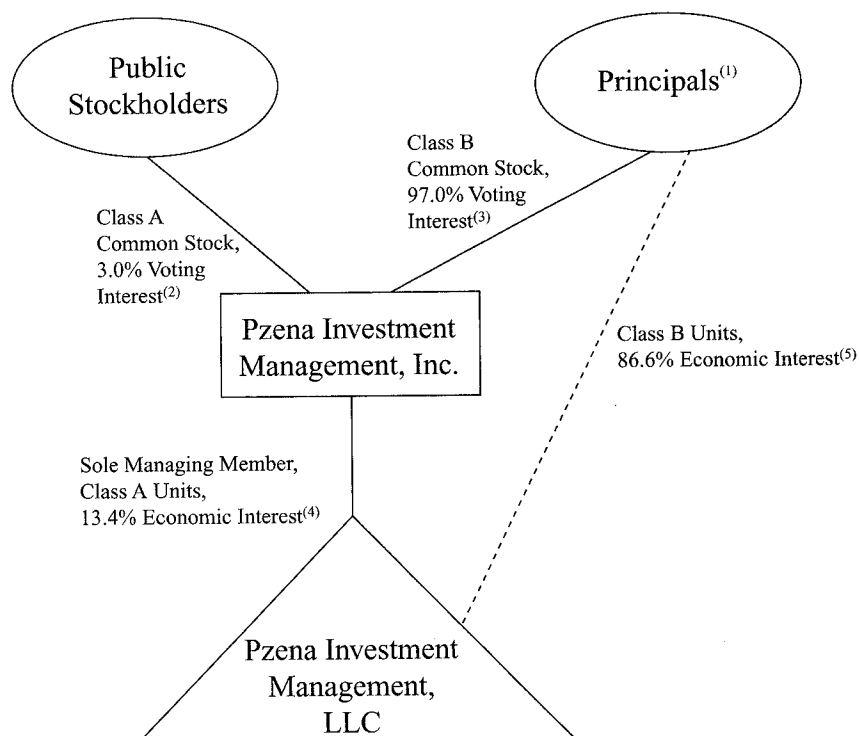 Public
Stockholders
Principals(1)
Class B
Common Stock,
97.0% Voting
Interest(3)
Class A
Common Stock,
3.0% Voting
Interest(2)
Pzena Investment
Management, Inc.
Class B Units,
86.6% Economic Interest(5)
Sole Managing Member,
Class A Units,
13.4% Economic Interest(4)
Pzena Investment
Management,
LLC